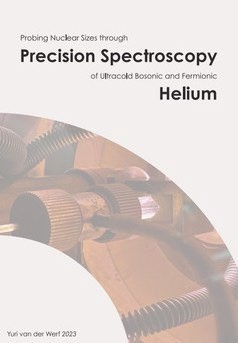 Probing Nuclear Sizes through
Precision Spectroscopy
of Ultracold Bosonic and Fermionic
Helium
Yuri van der Werf 2023